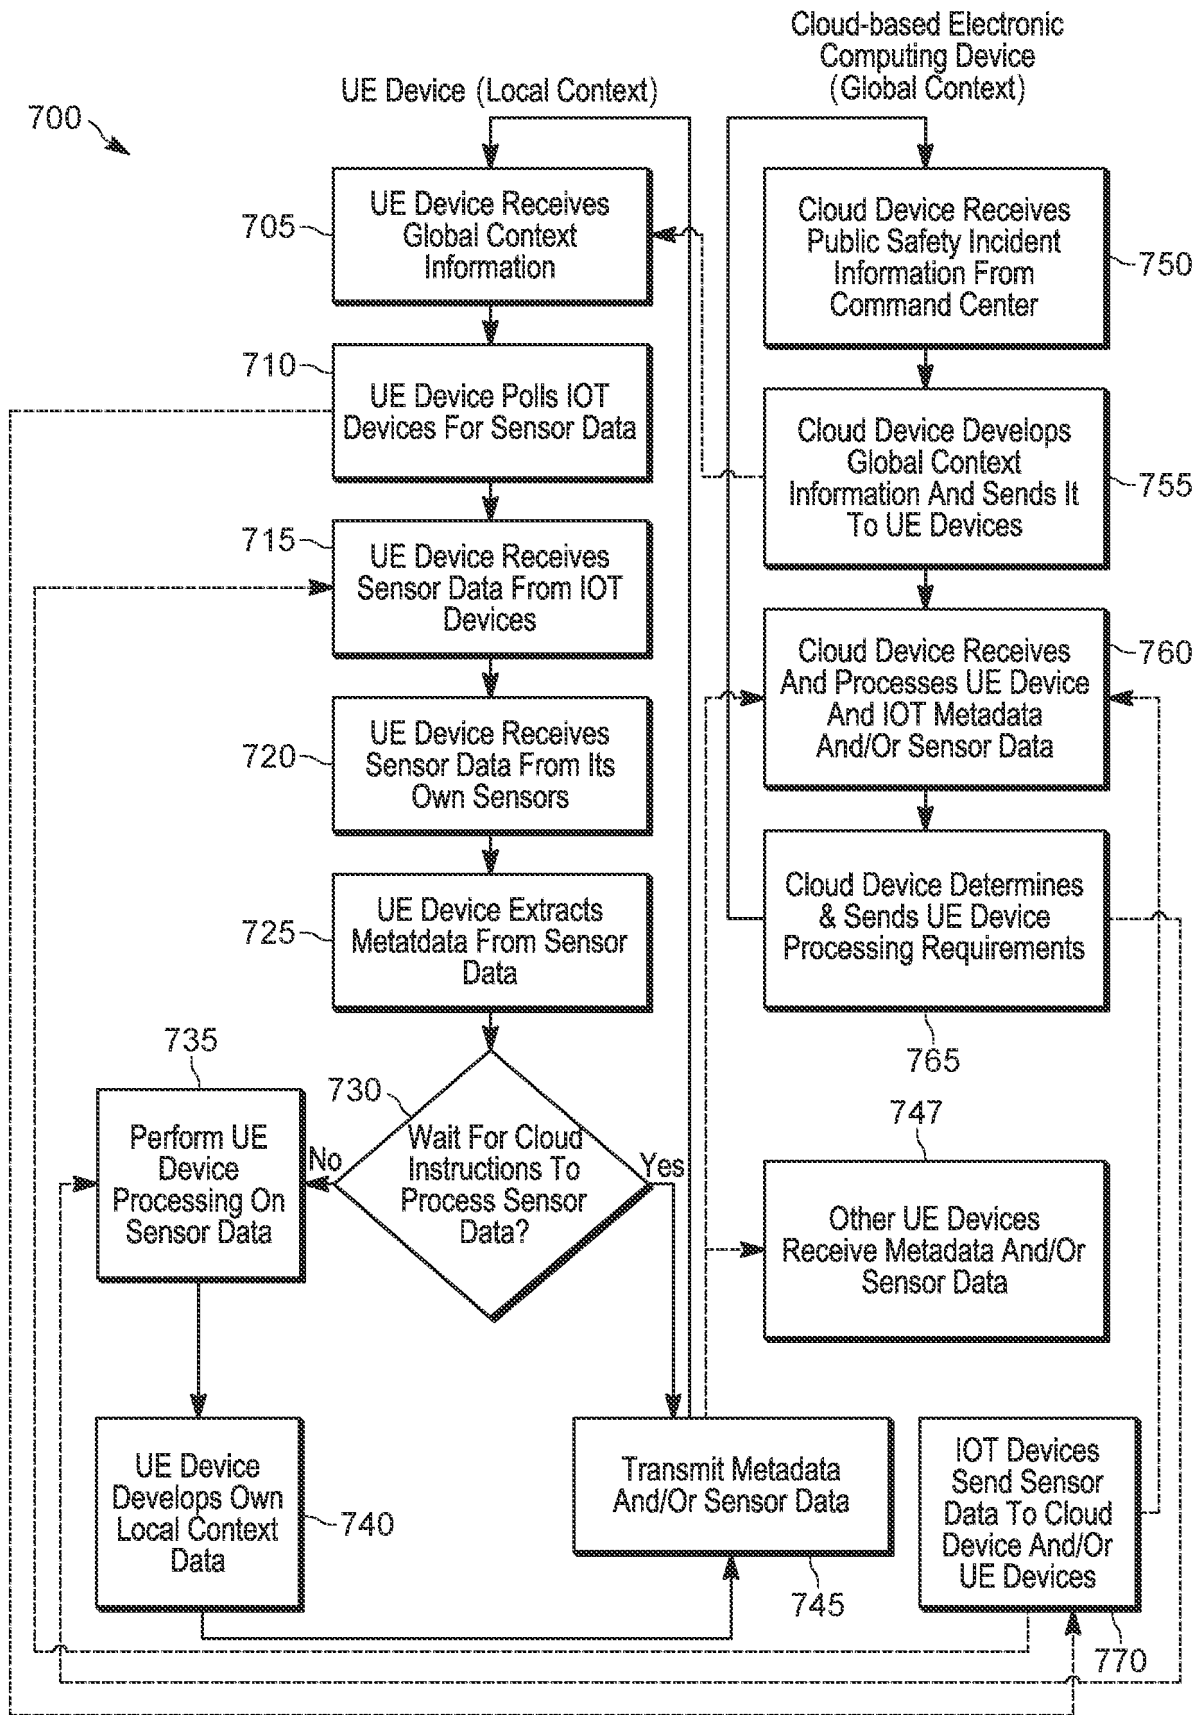 700
UE Device (Local Context)
Cloud-based Electronic
Computing Device
(Global Context)
705
UE Device Receives
Global Context
Information
710
UE Device Polls IOT
Devices For Sensor Data
715
UE Device Receives
Sensor Data From IOT
Devices
720
UE Device Receives
Sensor Data From Its
Own Sensors
725
UE Device Extracts
Metatdata From Sensor
Data
730
Wait For Cloud
Instructions To
Process Sensor
Data?
No
Yes
735
Perform UE
Device
Processing On
Sensor Data
UE Device
Develops Own
Local Context
Data
740
Transmit Metadata
And/Or Sensor Data
745
Cloud Device Receives
Public Safety Incident
Information From
Command Center
750
Cloud Device Develops
Global Context
Information And Sends It
To UE Devices
755
Cloud Device Receives
And Processes UE Device
And IOT Metadata
And/Or Sensor Data
760
Cloud Device Determines
& Sends UE Device
Processing Requirements
765
747
Other UE Devices
Receive Metadata And/Or
Sensor Data
IOT Devices
Send Sensor
Data To Cloud
Device And/Or
UE Devices
770